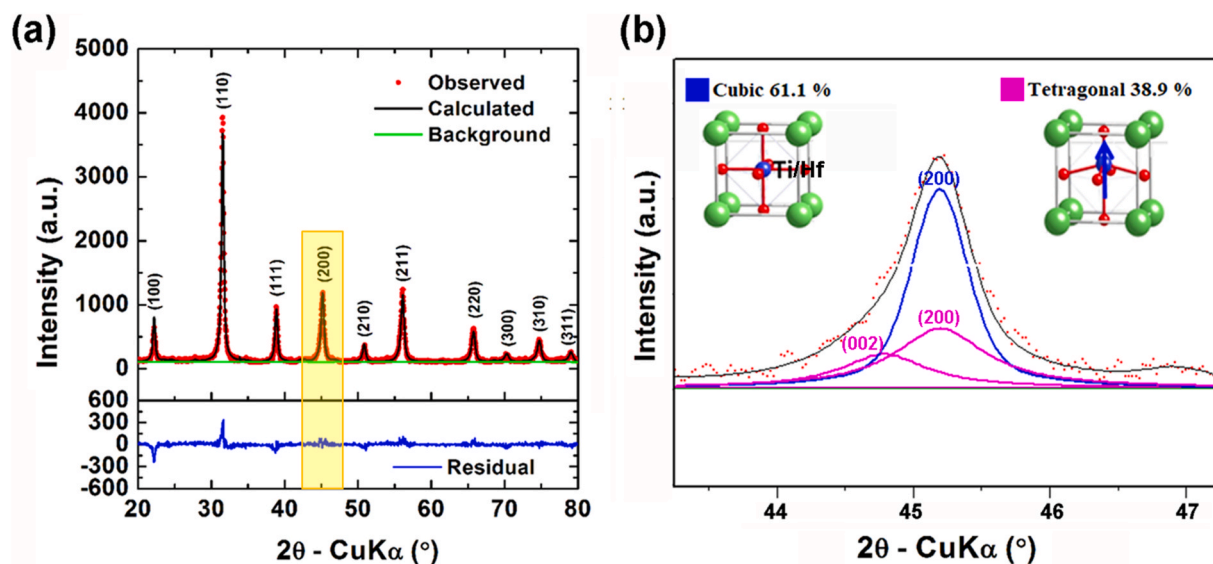 (a)
5000
4000
3000
2000
1000
0
600
300
0
-300
-600
Intensity (a.u.)
Observed
Calculated
Background
(100)
(110)
(111)
(200)
(210)
(211)
(220)
(300)
(310)
(311)
Residual
20 30 40 50 60 70 80
2θ - CuKα (°)
(b)
Intensity (a.u.)
Cubic 61.1 %
Tetragonal 38.9 %
Ti/Hf
(200)
(200)
(002)
44 45 46 47
2θ - CuKα (°)